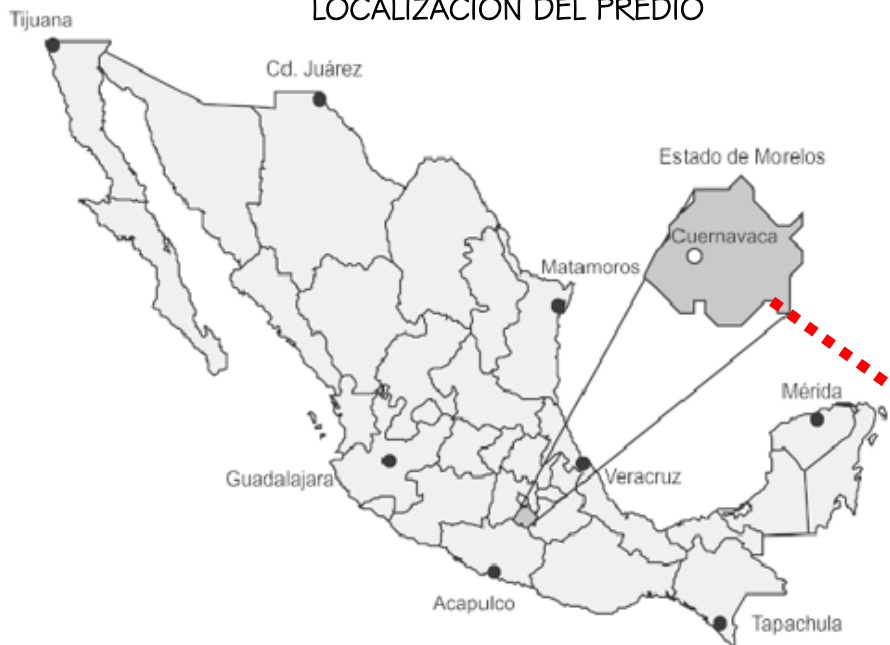 LOCALIZACIÓN DEL PREDIO
Tijuana
Cd. Juárez
Estado de Morelos
Cuernavaca
Matamoros
Mérida
Guadalajara
Veracruz
Acapulco
Tapachula